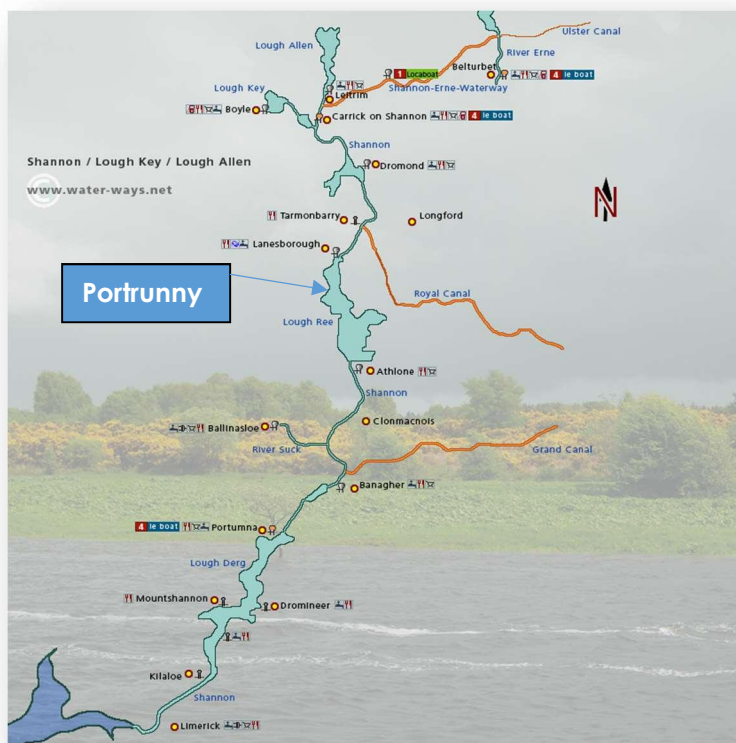 Ulster Canal
Lough Allen
River Erne
Belturbet
1 Locaboat
4 le boat
Shannon-Erne-Waterway
Lough Key
Leitrim
Boyle
Carrick on Shannon
4 le boat
Shannon
Shannon / Lough Key / Lough Allen
Dromond
© www.water-ways.net
N
Tarmonbarry
Longford
Lanesborough
Portrunny
Royal Canal
Lough Ree
Athlone
Shannon
Clonmacnois
Ballinasloe
River Suck
Grand Canal
Banagher
4 le boat
Portumna
Lough Derg
Mountshannon
Dromineer
Kilaloe
Shannon
Limerick